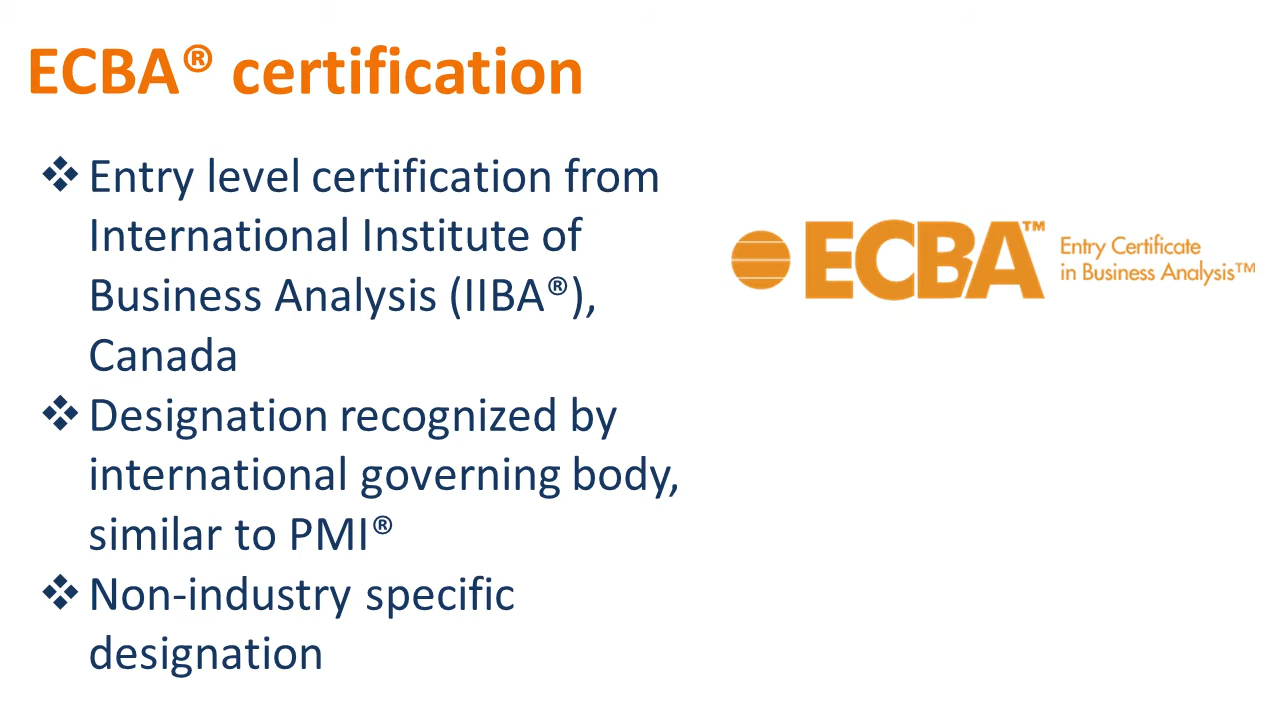 ECBA® certification
❖ Entry level certification from
International Institute of
Business Analysis (IIBA®),
Canada
❖ Designation recognized by
international governing body,
similar to PMI®
❖ Non-industry specific
designation
ECBA™
Entry Certificate
in Business Analysis™